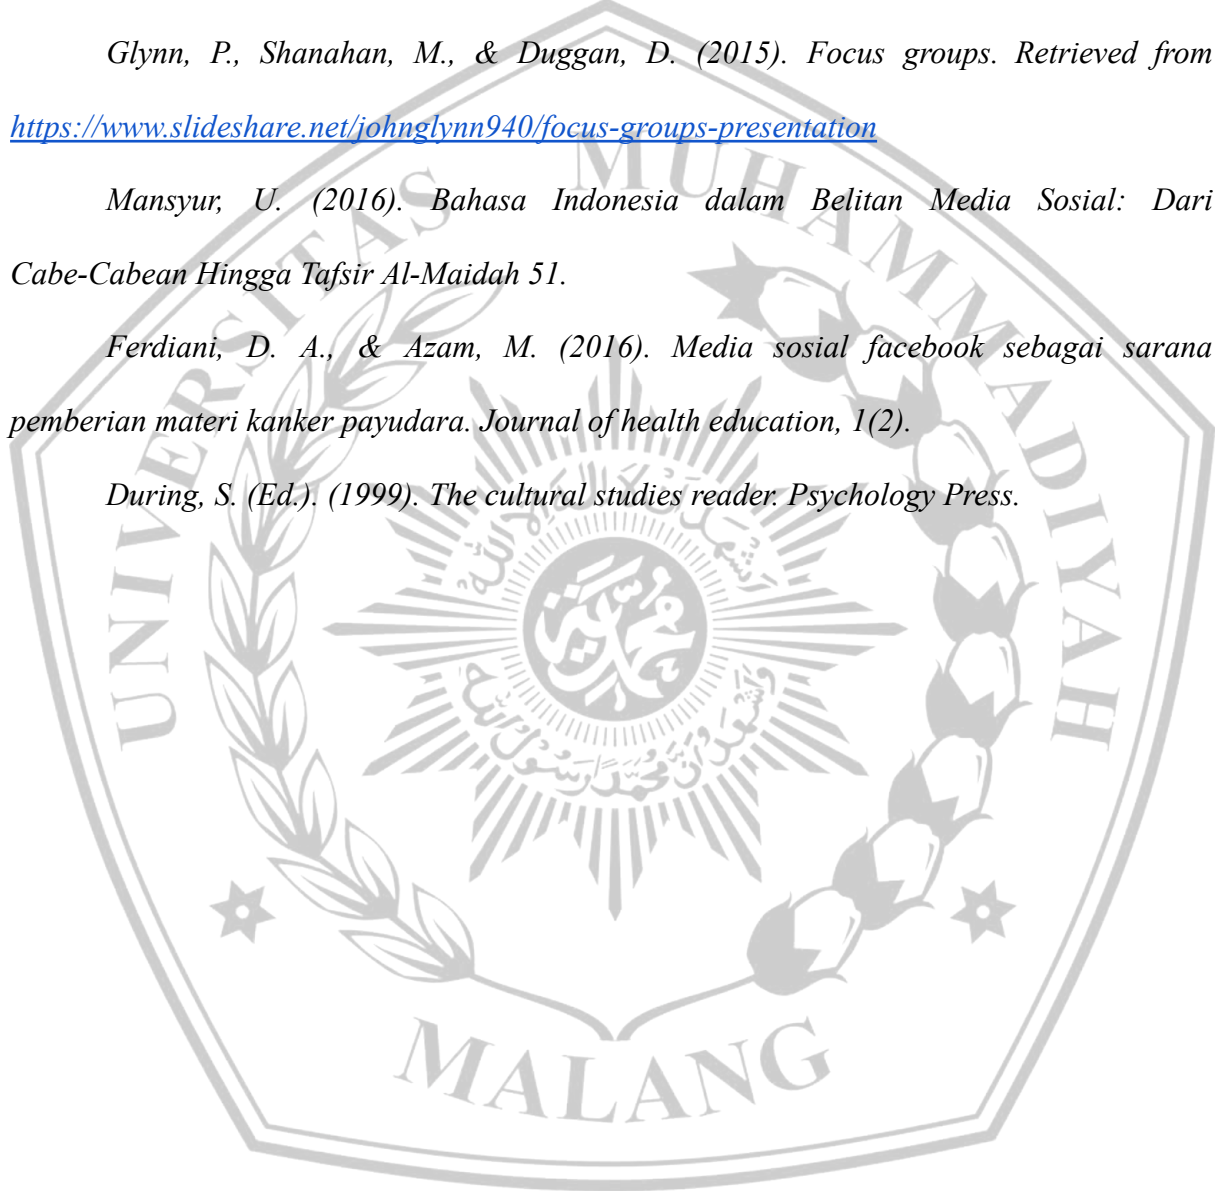 Glynn, P., Shanahan, M., & Duggan, D. (2015). Focus groups. Retrieved from
https://www.slideshare.net/johnglynn940/focus-groups-presentation
Mansyur, U. (2016). Bahasa Indonesia dalam Belitan Media Sosial: Dari
Cabe-Cabean Hingga Tafsir Al-Maidah 51.
Ferdiani, D. A., & Azam, M. (2016). Media sosial facebook sebagai sarana
pemberian materi kanker payudara. Journal of health education, 1(2).
During, S. (Ed.). (1999). The cultural studies reader. Psychology Press.
UNIVERSITAS MUHAMMADIYAH
MALANG